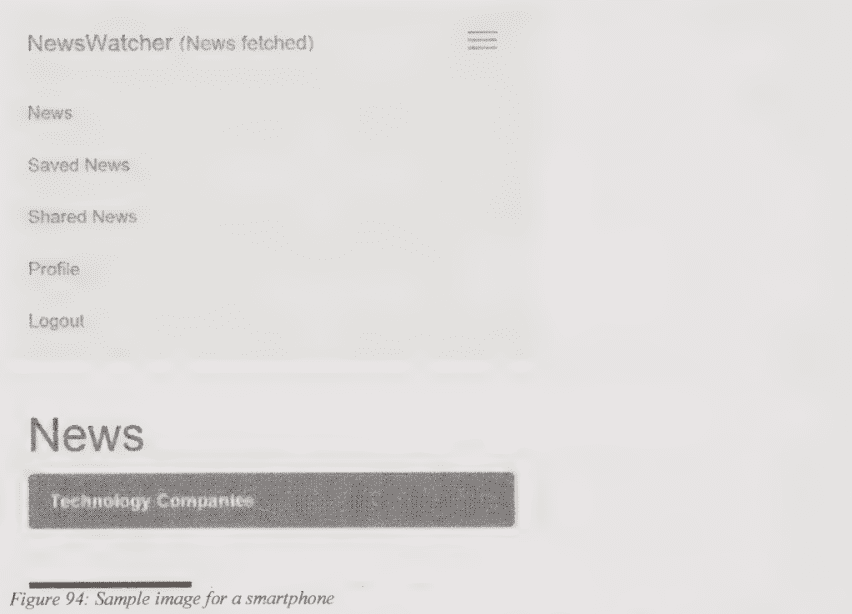 NewsWatcher (News fetched)
News
Saved News
Shared News
Profile
Logout
News
Technology Companies
Figure 94: Sample image for a smartphone